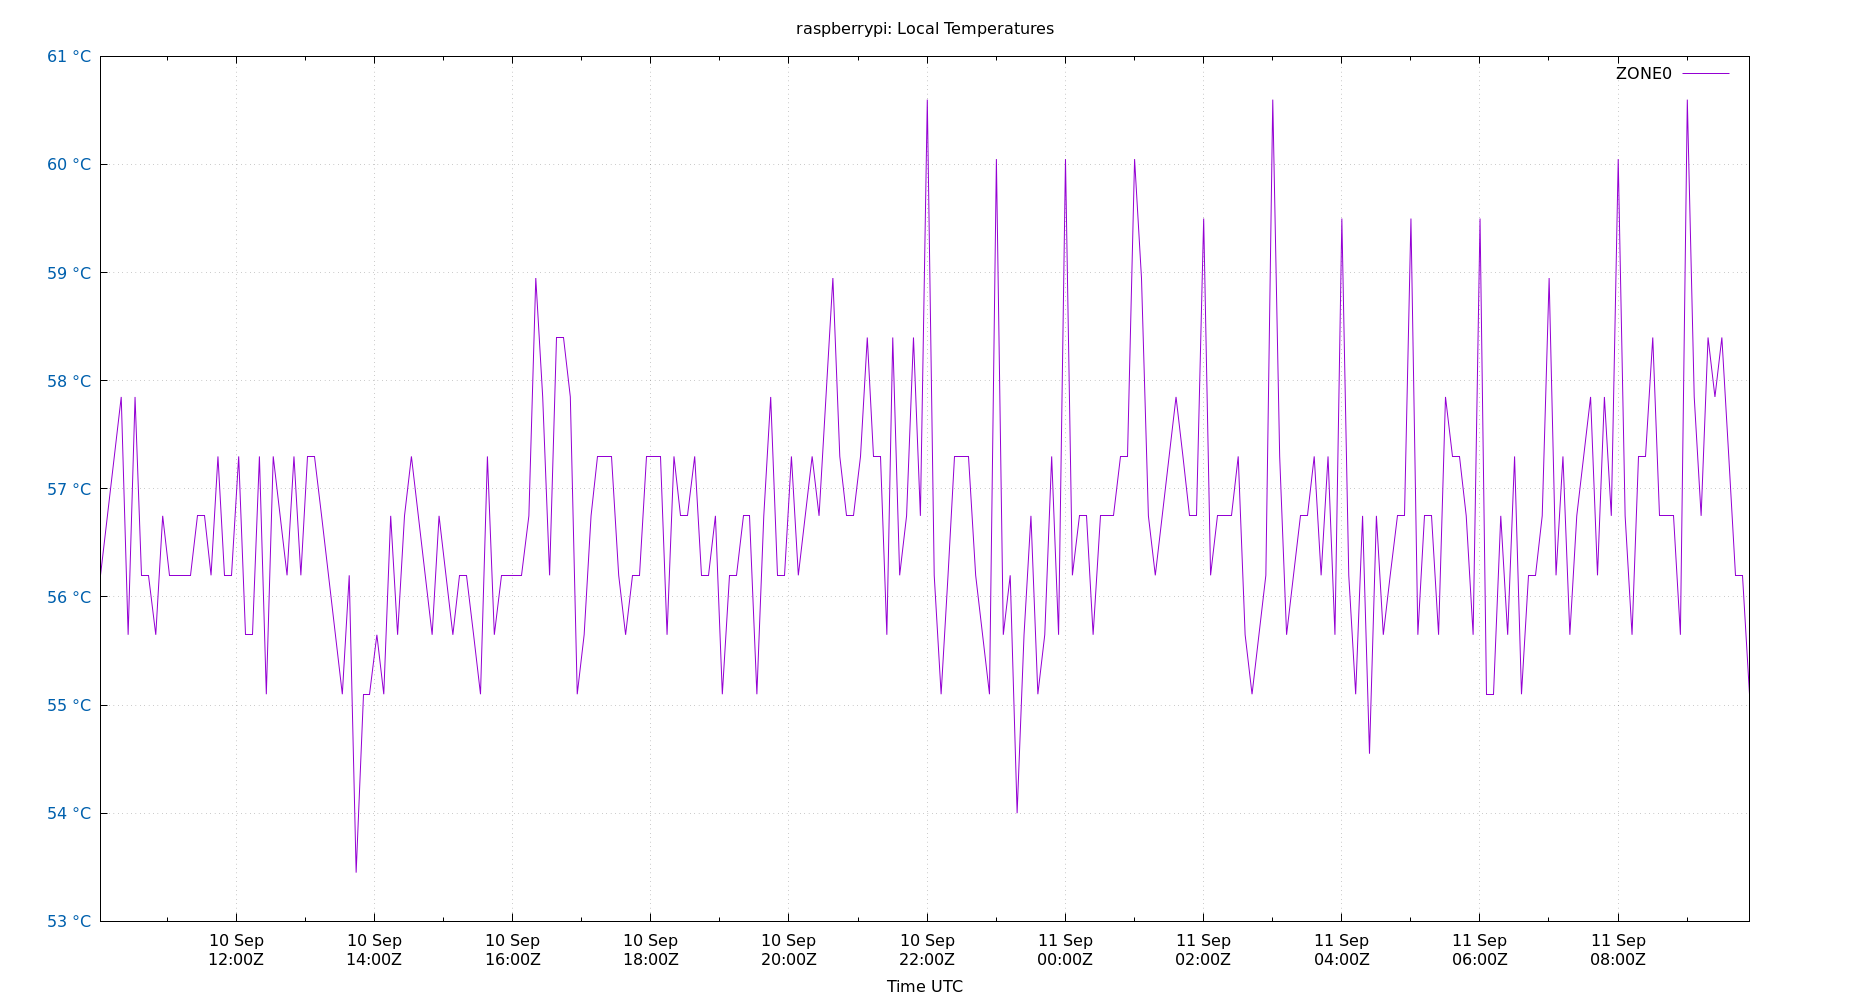 raspberrypi: Local Temperatures
61 °C
ZONE0
60 °C
59 °C
58 °C
57 °C
56 °C
55 °C
54 °C
53 °C
10 Sep 10 Sep 10 Sep 10 Sep 10 Sep 10 Sep 11 Sep 11 Sep 11 Sep 11 Sep 11 Sep
12:00Z 14:00Z 16:00Z 18:00Z 20:00Z 22:00Z 00:00Z 02:00Z 04:00Z 06:00Z 08:00Z
Time UTC